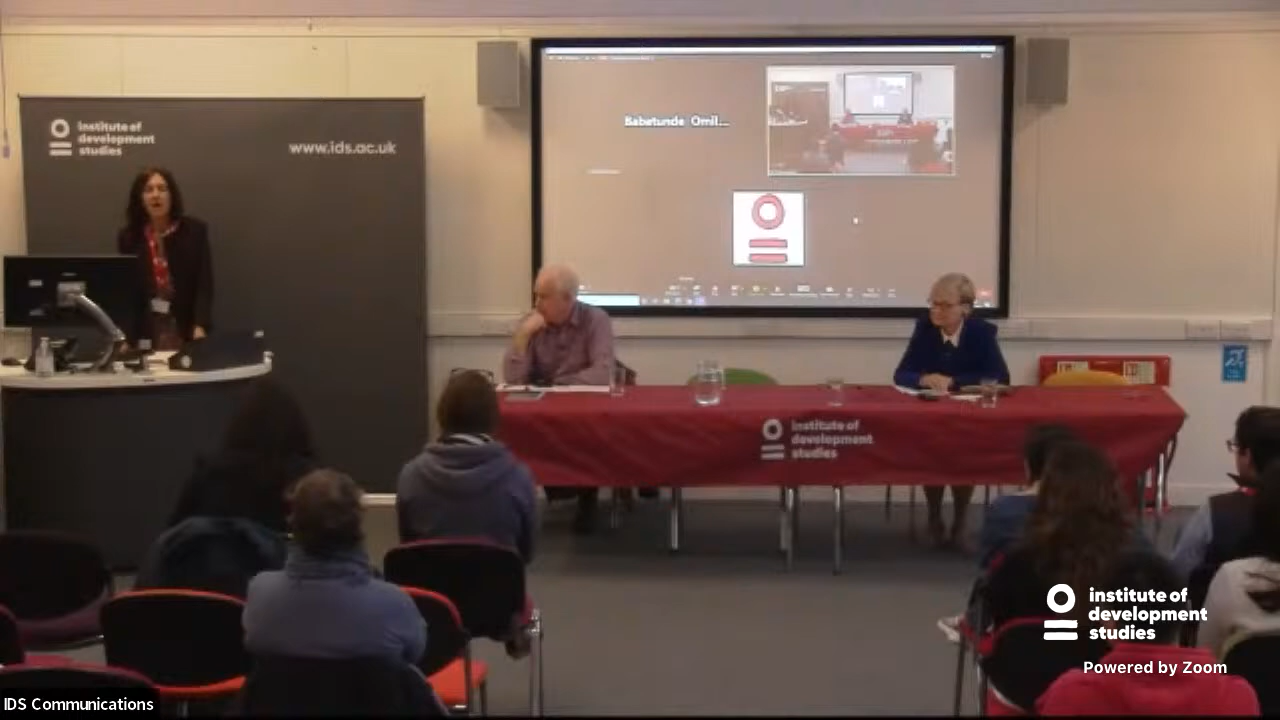 institute of
development
studies
www.ids.ac.uk
Babetunde Omil...
institute of
development
studies
institute of
development
studies
Powered by Zoom
IDS Communications